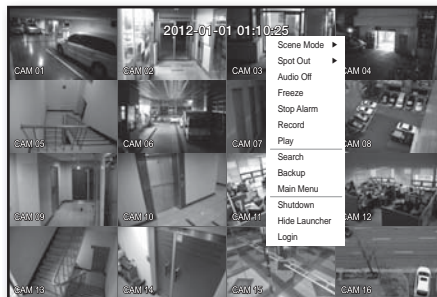 2012-01-01 01:10:25
CAM 01
CAM 02
CAM 03
CAM 04
Scene Mode ▶
Spot Out ▶
Audio Off
Freeze
Stop Alarm
Record
Play
Search
Backup
Main Menu
Shutdown
Hide Launcher
Login
CAM 05
CAM 06
CAM 07
CAM 08
CAM 09
CAM 10
CAM 11
CAM 12
CAM 13
CAM 14
CAM 15
CAM 16